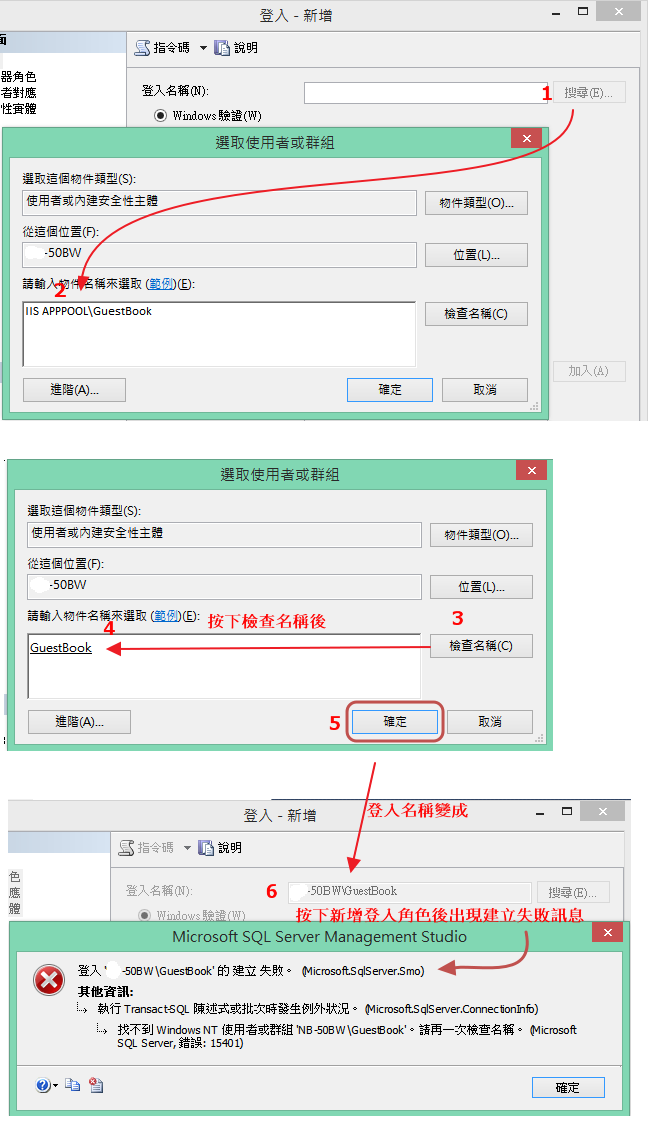 登入 - 新增
面
指令碼 說明
器角色
者對應
性實體
登入名稱(N):
1
搜尋(E)...
Windows 驗證(W)
選取使用者或群組
選取這個物件類型(S):
使用者或內建安全性主體
物件類型(O)...
從這個位置(F):
-50BW
位置(L)...
2
請輸入物件名稱來選取 (範例)(E):
IIS APPPOOL\GuestBook
檢查名稱(C)
加入(A)
進階(A)...
確定
取消
選取使用者或群組
選取這個物件類型(S):
使用者或內建安全性主體
物件類型(O)...
從這個位置(F):
-50BW
位置(L)...
請輸入物件名稱來選取 (範例)(E):
按下檢查名稱後
3
4
GuestBook
檢查名稱(C)
進階(A)...
5
確定
取消
登入名稱變成
登入 - 新增
指令碼 說明
色
應
體
登入名稱(N):
6
-50BW\GuestBook
搜尋(E)...
Windows 驗證(W)
按下新增登入角色後出現建立失敗訊息
Microsoft SQL Server Management Studio
登入 ' -50BW\GuestBook' 的 建立 失敗。 (Microsoft.SqlServer.Smo)
其他資訊:
執行 Transact-SQL 陳述式或批次時發生例外狀況。 (Microsoft.SqlServer.ConnectionInfo)
找不到 Windows NT 使用者或群組 'NB-50BW\GuestBook'。請再一次檢查名稱。 (Microsoft
SQL Server, 錯誤: 15401)
確定